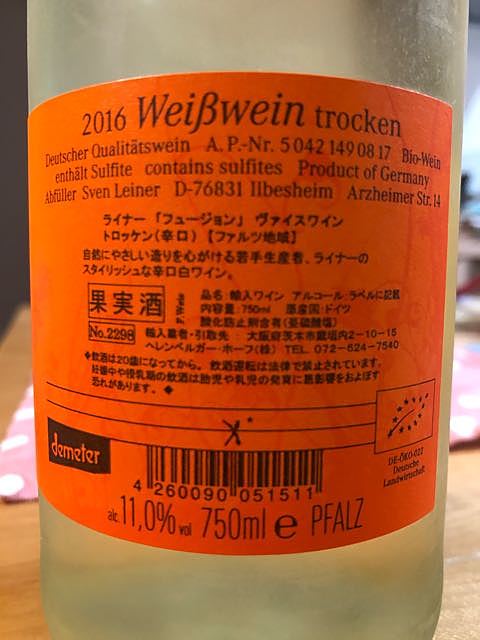 2016 Weißwein trocken
Deutscher Qualitätswein A. P.-Nr. 5 042 149 08 17 Bio-Wein
enthält Sulfite contains sulfites Product of Germany
Abfüller Sven Leiner D-76831 Ilbesheim Arzheimer Str. 14
ライナー 「フュージョン」 ヴァイスワイン
トロッケン(辛口) 【ファルツ地域】
自然にやさしい造りを心がける若手生産者、ライナーの
スタイリッシュな辛口白ワイン。
果実酒
No.2298
品名:輸入ワイン アルコール:ラベルに記載
内容量:750ml 原産国:ドイツ
酸化防止剤含有(亜硫酸塩)
輸入業者・引取先 : 大阪府茨木市蔵垣内2-10-15
ヘレンベルガー・ホーフ(株) TEL. 072-624-7540
◆飲酒は20歳になってから。飲酒運転は法律で禁止されています。
妊娠中や授乳期の飲酒は胎児や乳児の発育に悪影響をおよぼす
恐れがあります。◆
demeter
DE-ÖKO-022
Deutsche
Landwirtschaft
4 260090 051511
alc. 11,0% vol 750ml e PFALZ